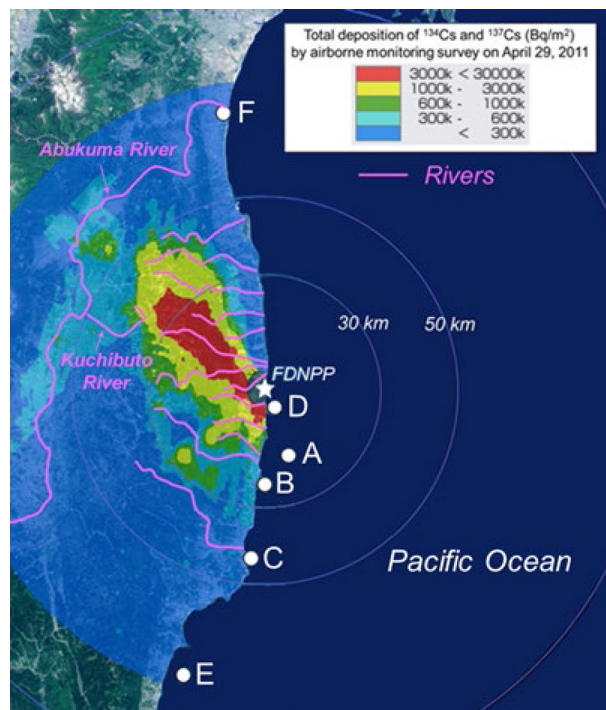 Total deposition of ¹³⁴Cs and ¹³⁷Cs (Bq/m²)
by airborne monitoring survey on April 29, 2011
3000k < 30000k
1000k - 3000k
600k - 1000k
300k - 600k
< 300k
Rivers
F
Abukuma River
30 km
50 km
Kuchibuto
River
FDNPP
D
A
B
C
Pacific Ocean
E